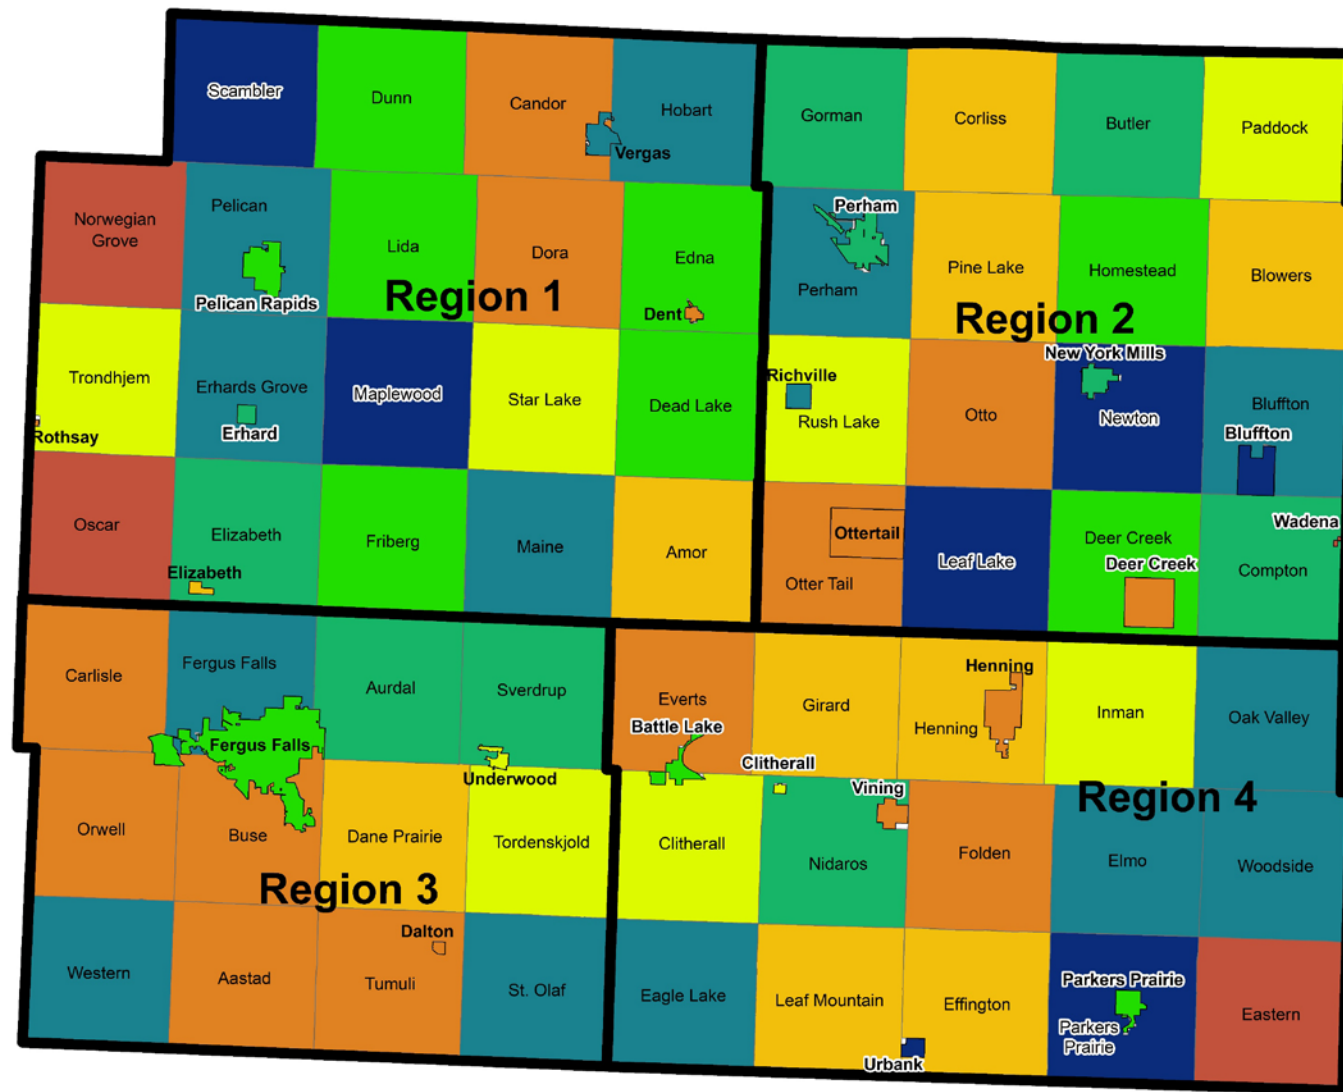 Scambler
Dunn
Candor
Hobart
Vergas
Gorman
Corliss
Butler
Paddock
Norwegian
Grove
Pelican
Pelican Rapids
Lida
Dora
Edna
Dent
Region 1
Perham
Perham
Pine Lake
Homestead
Blowers
Region 2
Trondhjem
Rothsay
Erhards Grove
Erhard
Maplewood
Star Lake
Dead Lake
Richville
Rush Lake
Otto
New York Mills
Newton
Bluffton
Bluffton
Oscar
Elizabeth
Elizabeth
Friberg
Maine
Amor
Ottertail
Otter Tail
Leaf Lake
Deer Creek
Deer Creek
Wadena
Compton
Carlisle
Fergus Falls
Fergus Falls
Aurdal
Sverdrup
Underwood
Everts
Battle Lake
Girard
Clitherall
Henning
Henning
Inman
Oak Valley
Orwell
Buse
Dane Prairie
Tordenskjold
Region 3
Clitherall
Vining
Nidaros
Folden
Elmo
Woodside
Region 4
Western
Aastad
Dalton
Tumuli
St. Olaf
Eagle Lake
Leaf Mountain
Urbank
Effington
Parkers Prairie
Parkers
Prairie
Eastern